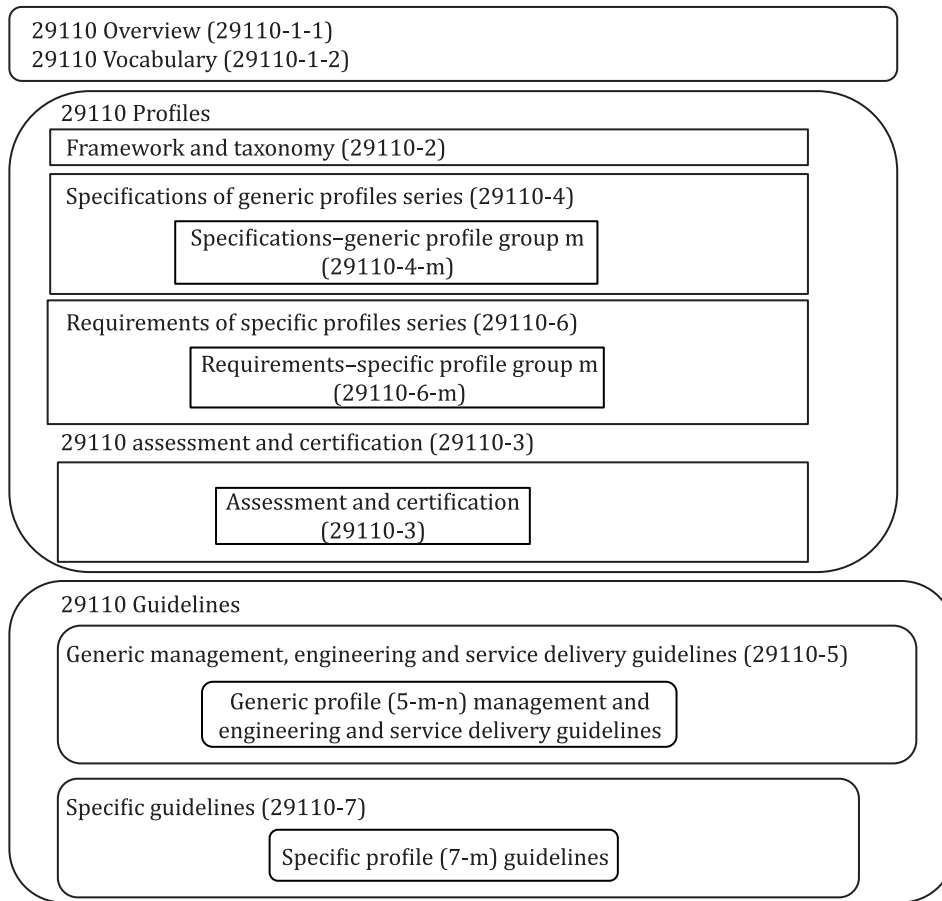 29110 Overview (29110-1-1)
29110 Vocabulary (29110-1-2)
29110 Profiles
Framework and taxonomy (29110-2)
Specifications of generic profiles series (29110-4)
Specifications–generic profile group m
(29110-4-m)
Requirements of specific profiles series (29110-6)
Requirements–specific profile group m
(29110-6-m)
29110 assessment and certification (29110-3)
Assessment and certification
(29110-3)
29110 Guidelines
Generic management, engineering and service delivery guidelines (29110-5)
Generic profile (5-m-n) management and
engineering and service delivery guidelines
Specific guidelines (29110-7)
Specific profile (7-m) guidelines